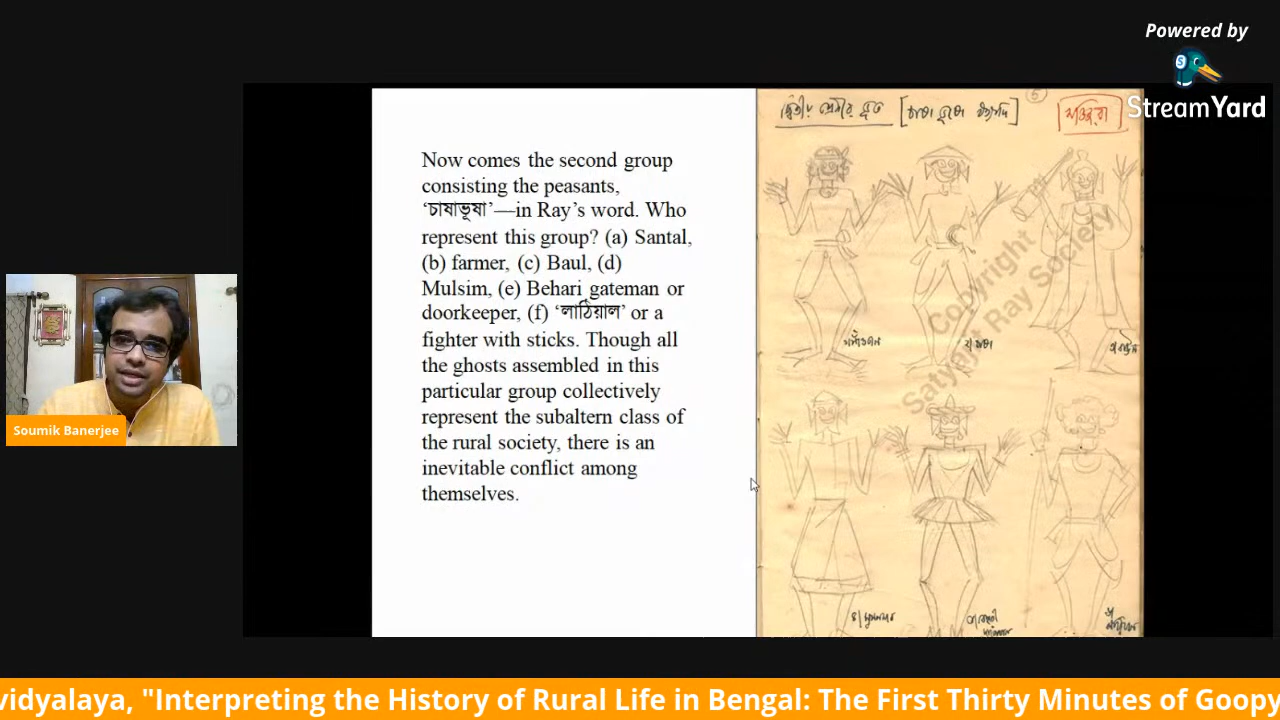 Powered by
StreamYard
Now comes the second group
consisting the peasants,
‘চাষাভূষা’—in Ray’s word. Who
represent this group? (a) Santal,
(b) farmer, (c) Baul, (d)
Mulsim, (e) Behari gateman or
doorkeeper, (f) ‘লাঠিয়াল’ or a
fighter with sticks. Though all
the ghosts assembled in this
particular group collectively
represent the subaltern class of
the rural society, there is an
inevitable conflict among
themselves.
দ্বিতীয় শ্রেণীর ভূত [চাষা ভুষো ইত্যাদি]
Copyright
Satyajit Ray Society
Soumik Banerjee
vidyalaya, "Interpreting the History of Rural Life in Bengal: The First Thirty Minutes of Goopy